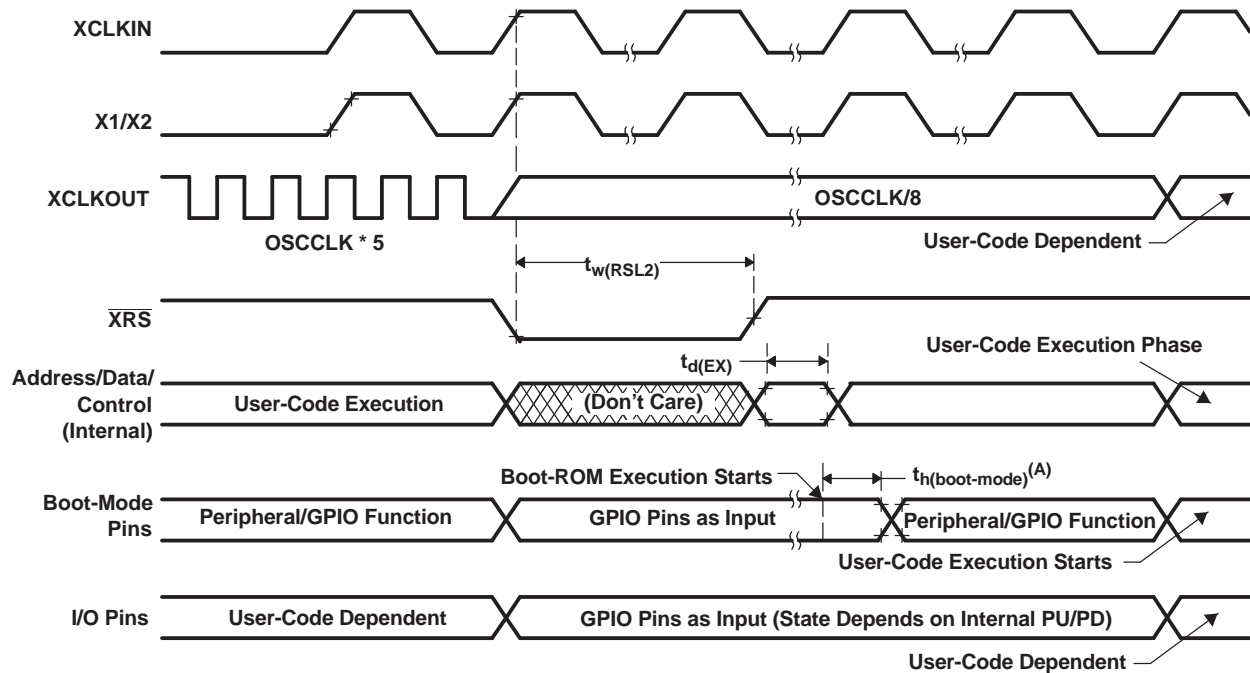 XCLKIN
X1/X2
XCLKOUT
OSCCLK * 5
OSCCLK/8
User-Code Dependent
tw(RSL2)
XRS
td(EX)
User-Code Execution Phase
Address/Data/
Control
(Internal)
User-Code Execution
(Don't Care)
Boot-ROM Execution Starts
th(boot-mode)(A)
Boot-Mode
Pins
Peripheral/GPIO Function
GPIO Pins as Input
Peripheral/GPIO Function
User-Code Execution Starts
I/O Pins
User-Code Dependent
GPIO Pins as Input (State Depends on Internal PU/PD)
User-Code Dependent